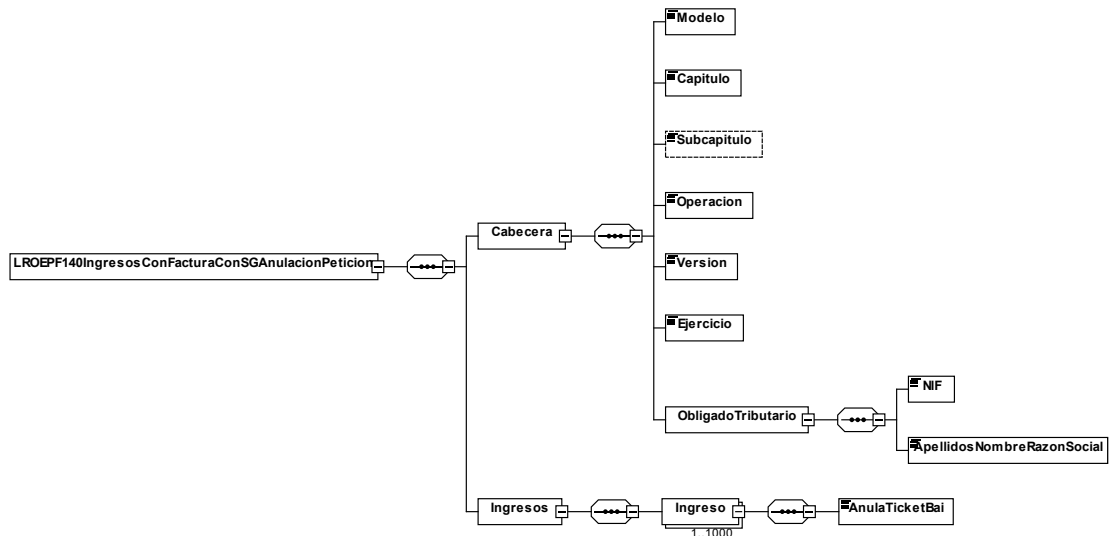 Modelo
Capitulo
Subcapitulo
Operacion
Cabecera
LROEPF140IngresosConFacturaConSGAnulacionPeticion
Version
Ejercicio
NIF
ObligadoTributario
ApellidosNombreRazonSocial
Ingresos
Ingreso
AnulaTicketBai
1..1000